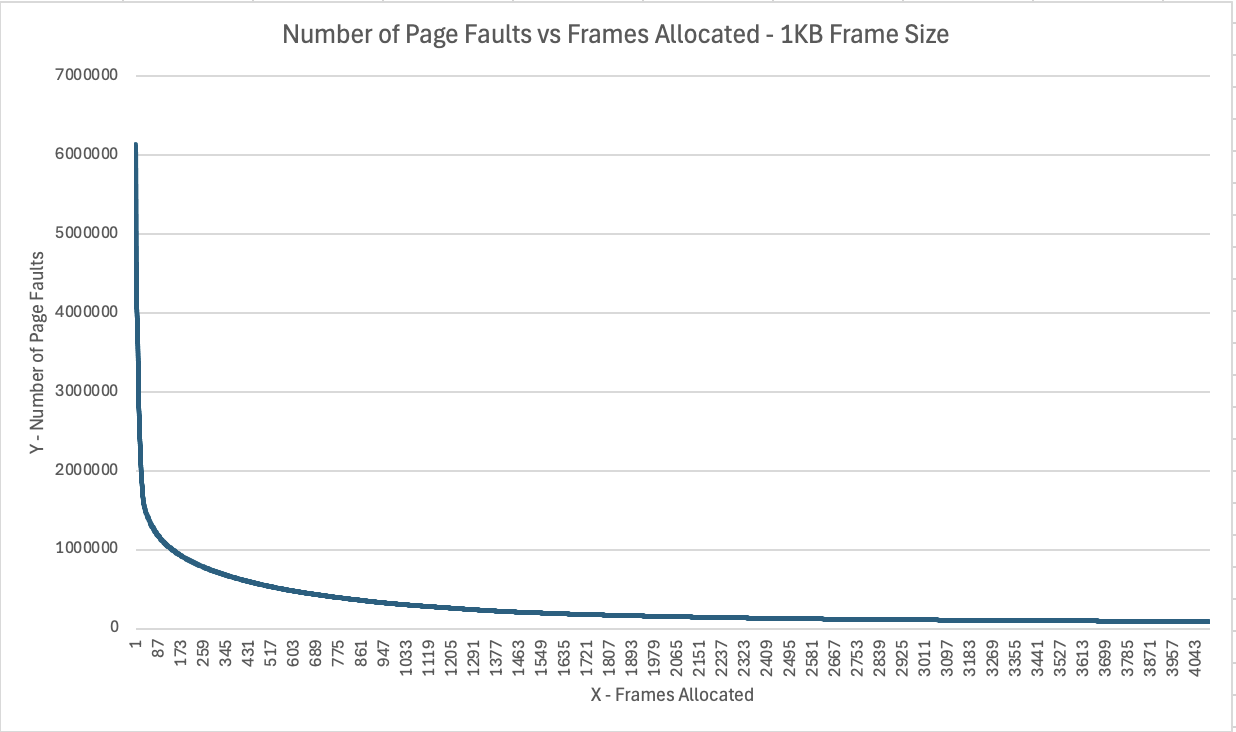 Number of Page Faults vs Frames Allocated - 1KB Frame Size
7000000
6000000
5000000
4000000
3000000
2000000
1000000
0
Y - Number of Page Faults
1 87 173 259 345 431 517 603 689 775 861 947 1033 1119 1205 1291 1377 1463 1549 1635 1721 1807 1893 1979 2065 2151 2237 2323 2409 2495 2581 2667 2753 2839 2925 3011 3097 3183 3269 3355 3441 3527 3613 3699 3785 3871 3957 4043
X - Frames Allocated